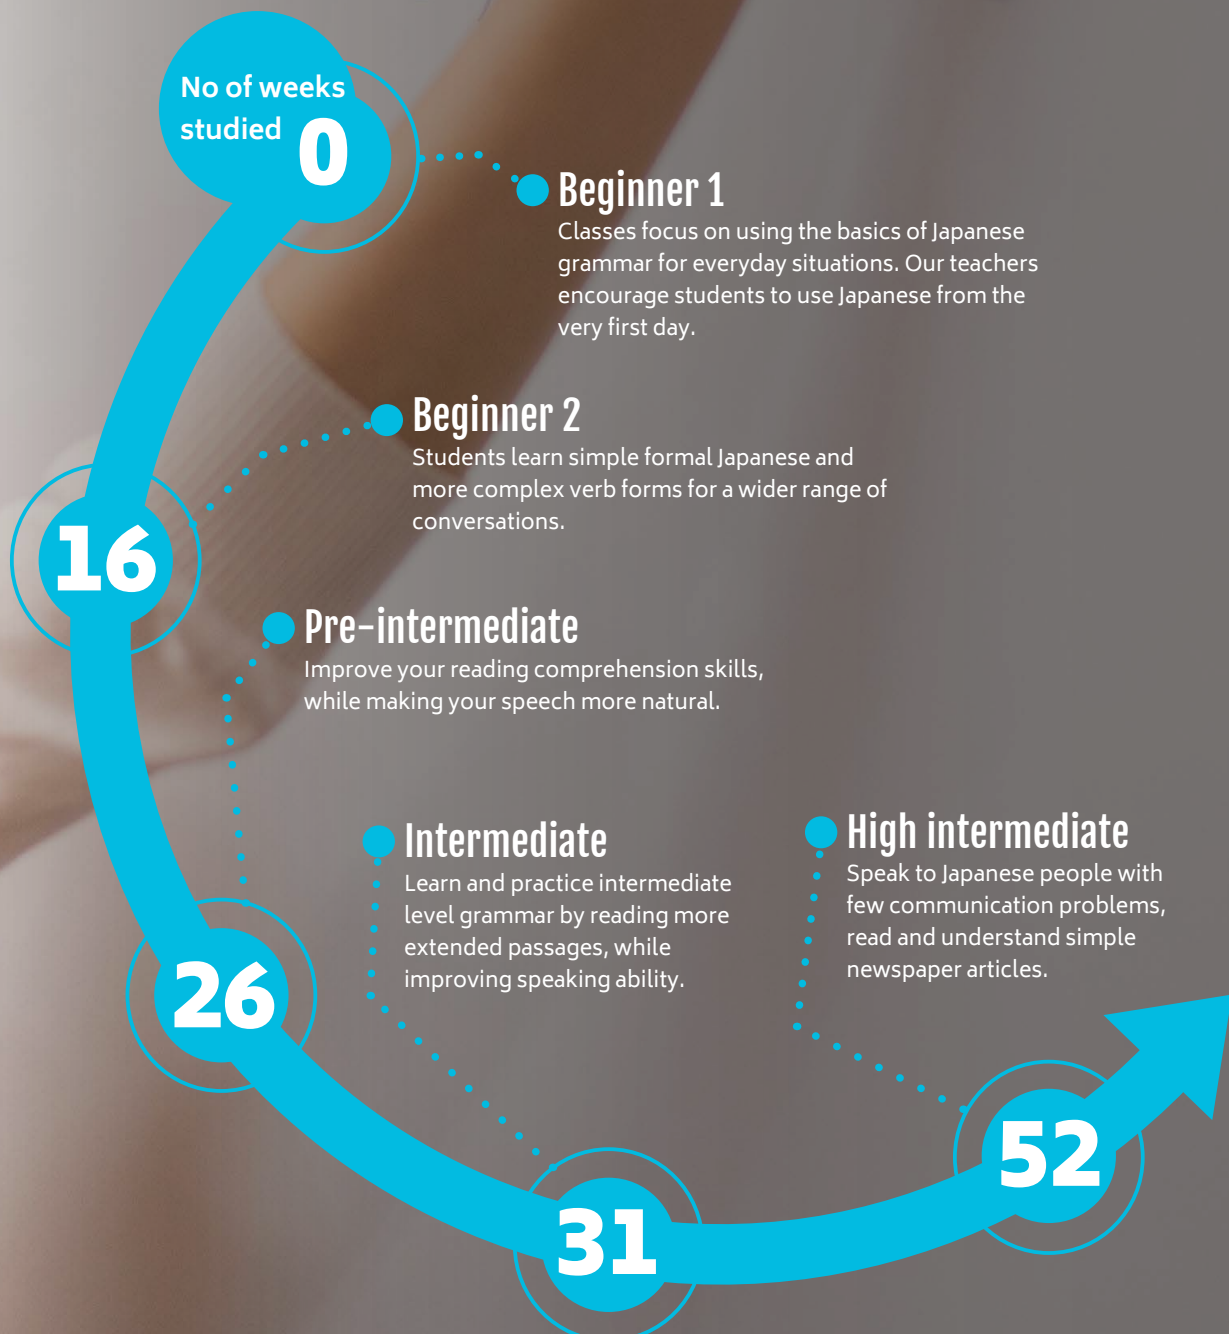 No of weeks
studied
0
Beginner 1
Classes focus on using the basics of Japanese
grammar for everyday situations. Our teachers
encourage students to use Japanese from the
very first day.
Beginner 2
Students learn simple formal Japanese and
more complex verb forms for a wider range of
conversations.
16
Pre-intermediate
Improve your reading comprehension skills,
while making your speech more natural.
26
Intermediate
Learn and practice intermediate
level grammar by reading more
extended passages, while
improving speaking ability.
31
High intermediate
Speak to Japanese people with
few communication problems,
read and understand simple
newspaper articles.
52